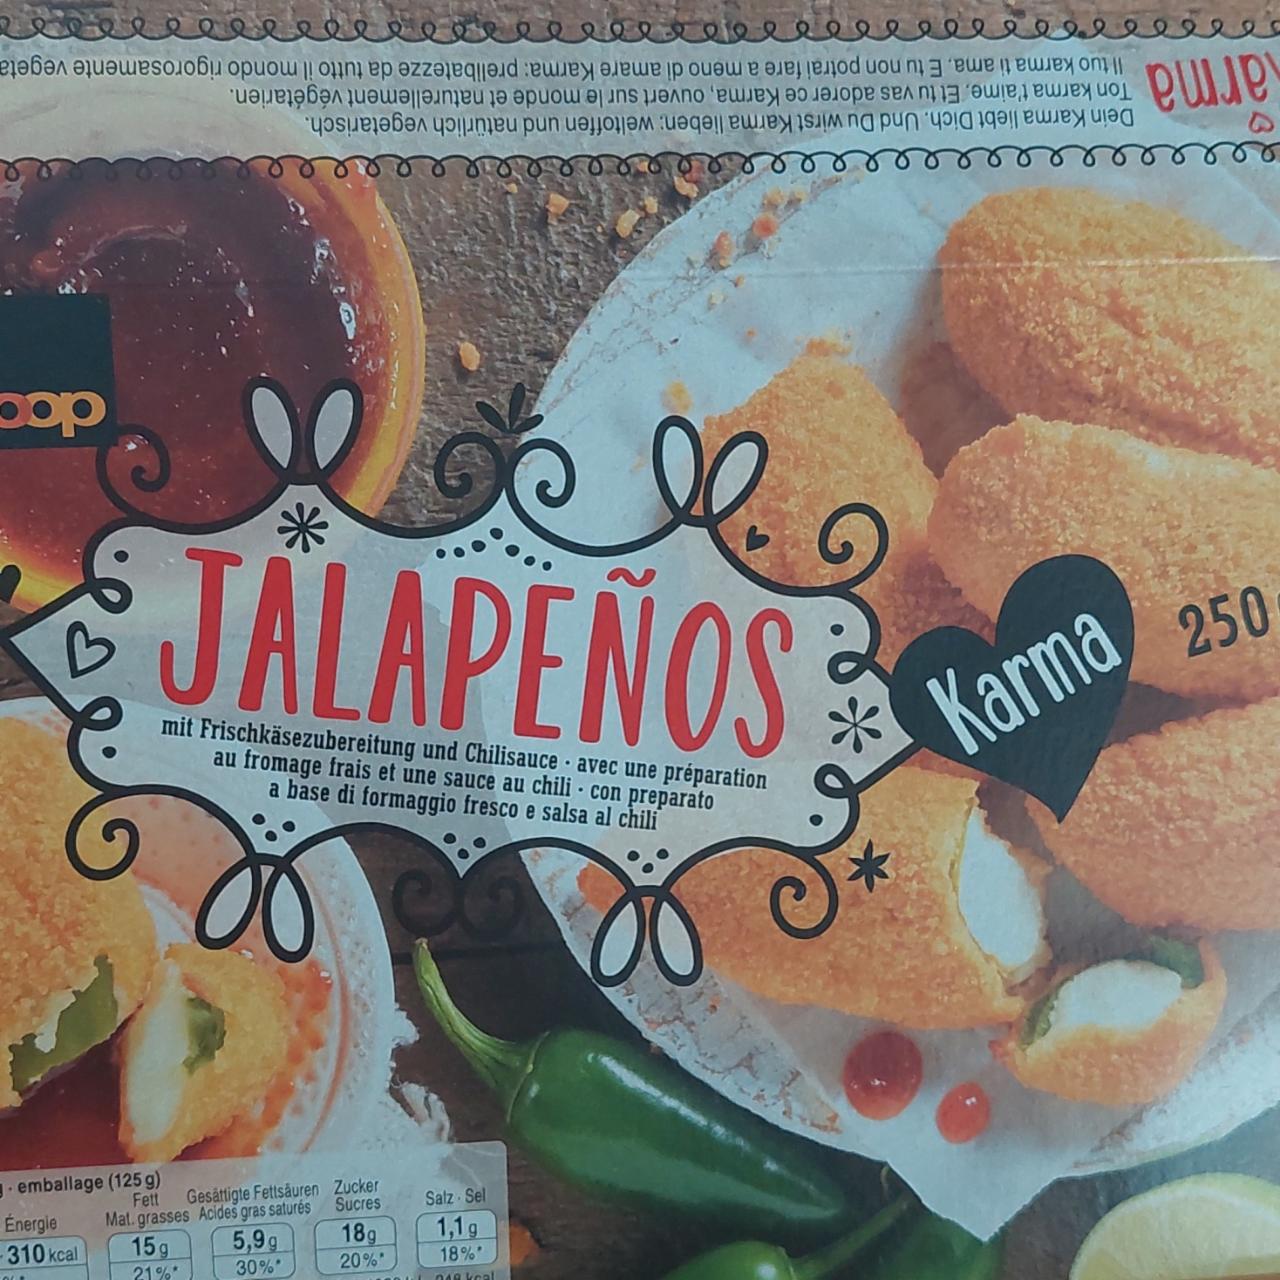 Karma
Dein Karma liebt Dich. Und Du wirst Karma lieben: weltoffen und natürlich vegetarisch.
Ton karma t'aime. Et tu vas adorer ce Karma, ouvert sur le monde et naturellement végétarien.
Il tuo karma ti ama. E tu non potrai fare a meno di amare Karma: prelibatezze da tutto il mondo rigorosamente vegeta
oop
JALAPEÑOS
mit Frischkäsezubereitung und Chilisauce · avec une préparation
au fromage frais et une sauce au chili · con preparato
a base di formaggio fresco e salsa al chili
Karma
250
g · emballage (125 g)
Énergie Fett Gesättigte Fettsäuren Zucker Salz · Sel
Mat. grasses Acides gras saturés Sucres
310 kcal 15 g 5,9 g 18 g 1,1 g
21%* 30%* 20%* 18%*